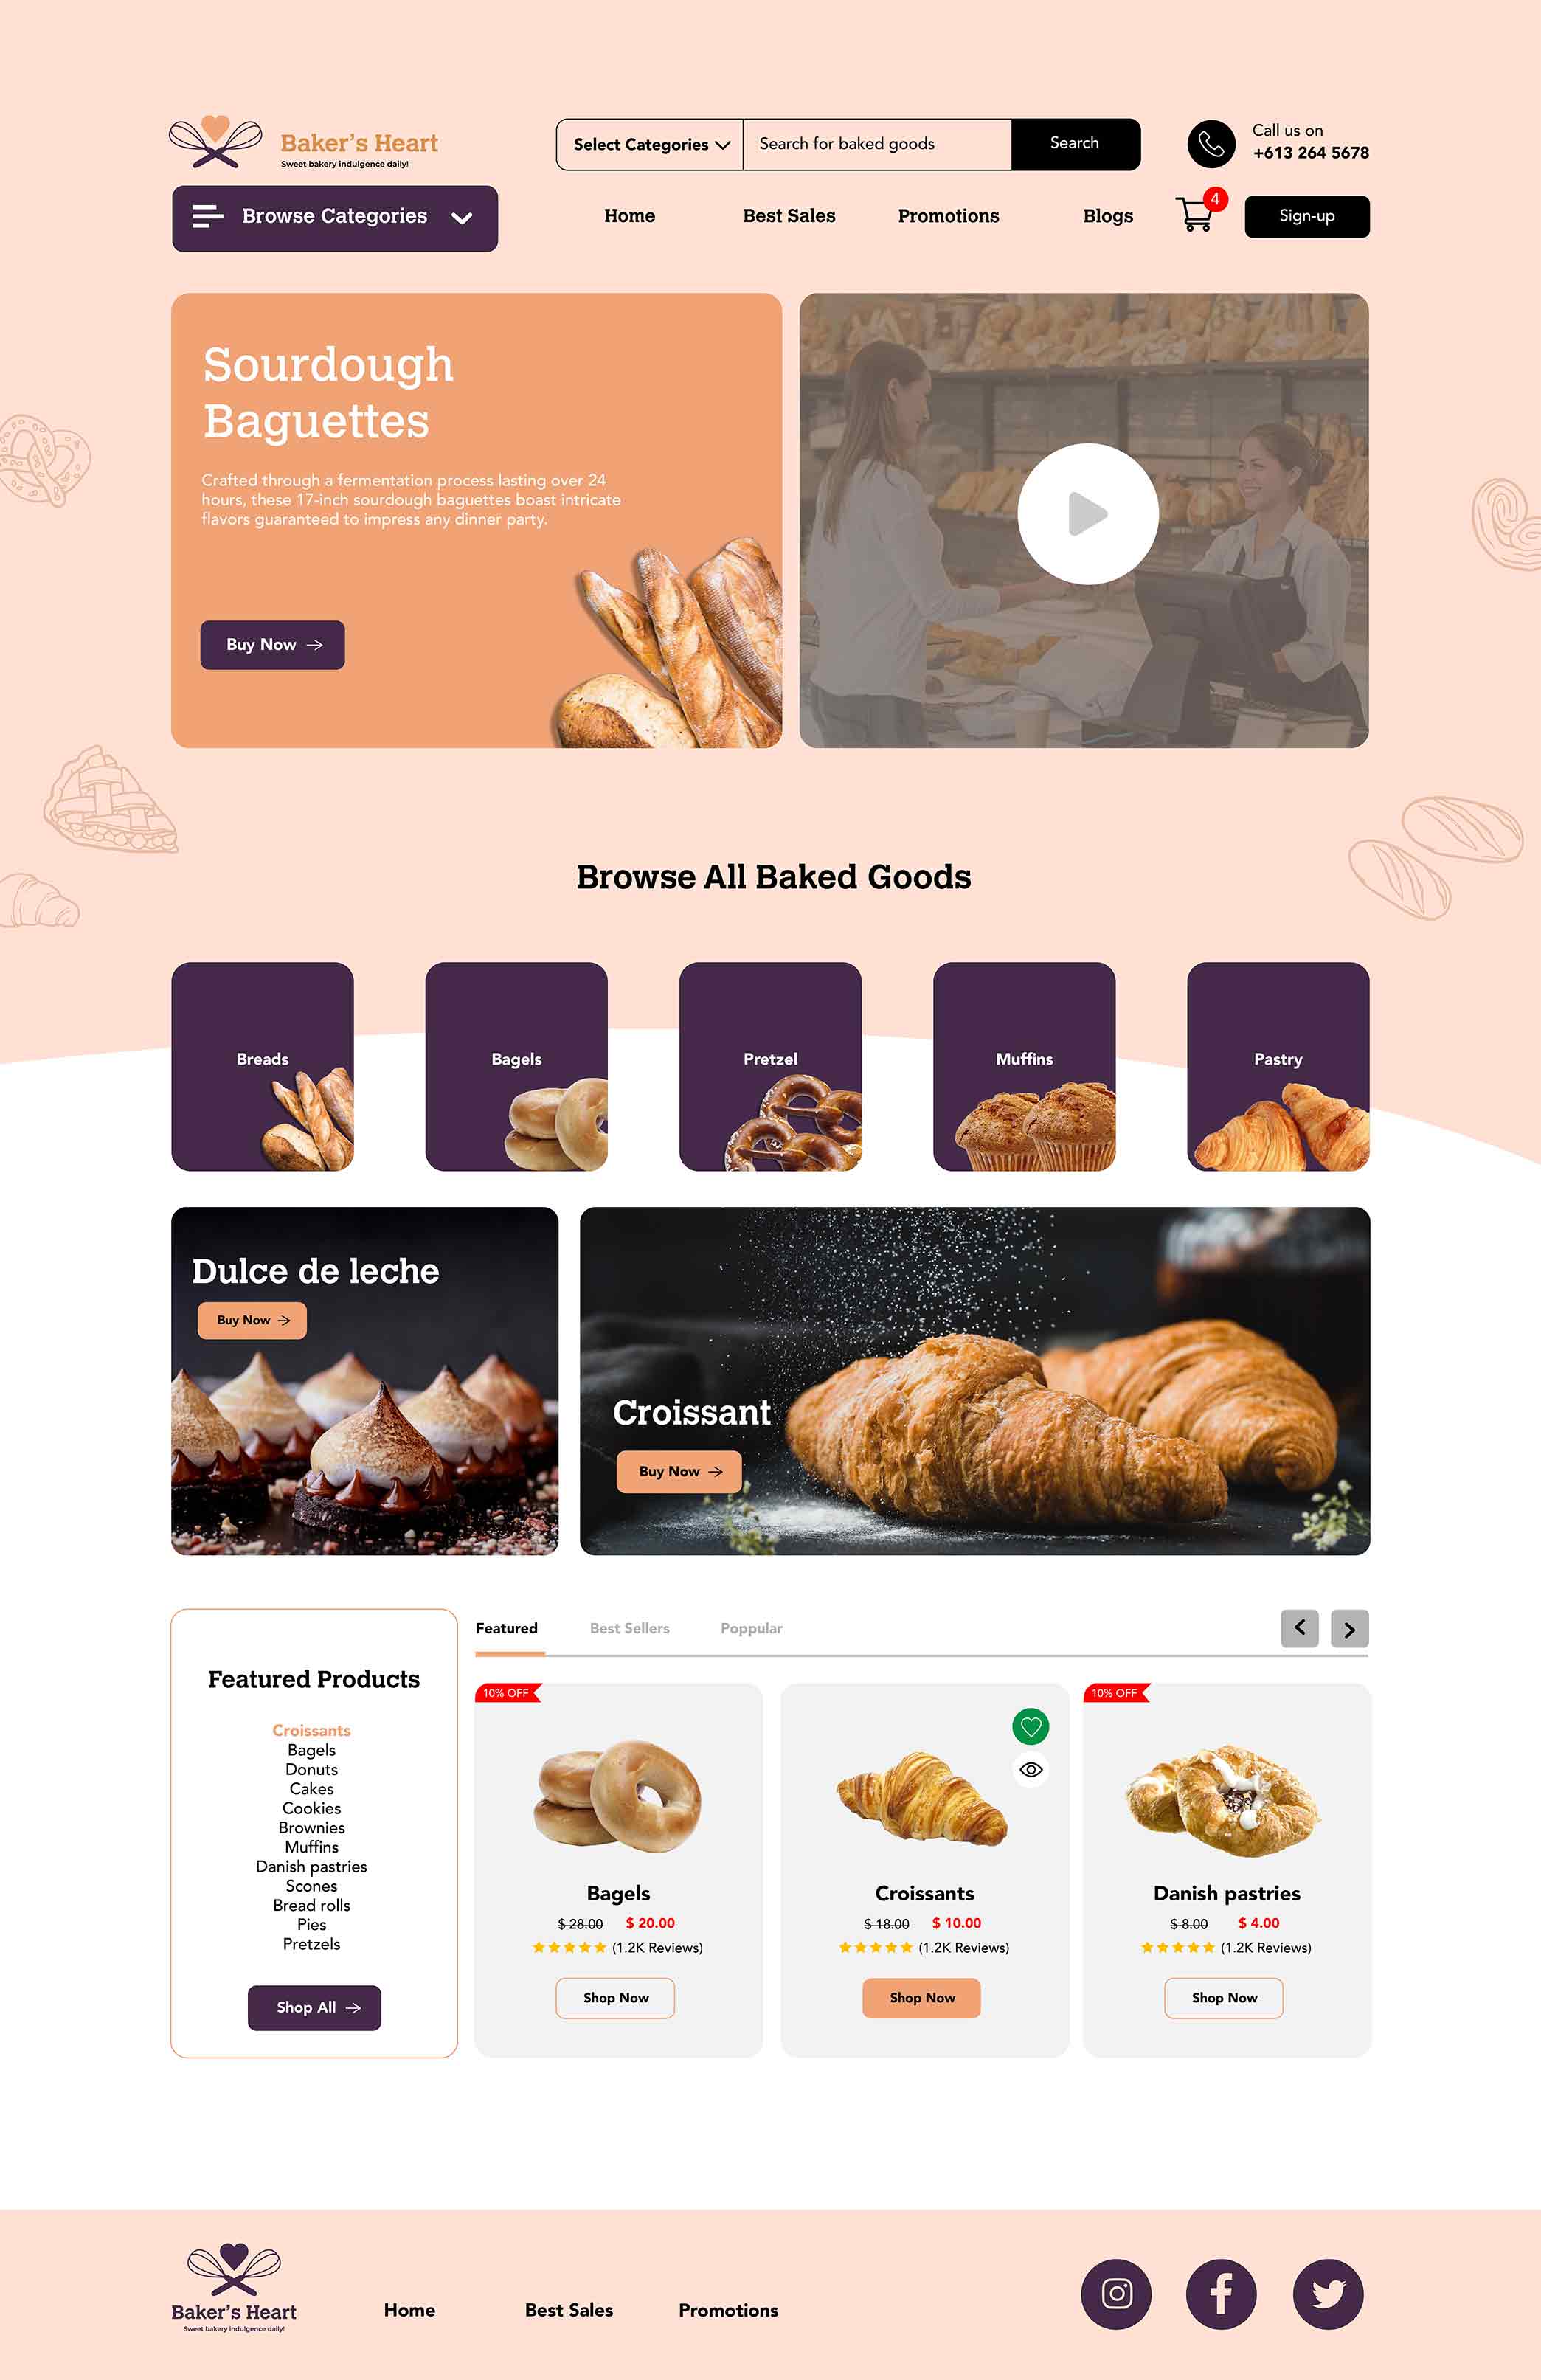 Baker's Heart
Sweet bakery indulgence daily!
Select Categories
Search for baked goods
Search
Call us on
+613 264 5678
Browse Categories
Home
Best Sales
Promotions
Blogs
4
Sign-up
Sourdough
Baguettes
Crafted through a fermentation process lasting over 24
hours, these 17-inch sourdough baguettes boast intricate
flavors guaranteed to impress any dinner party.
Buy Now
Browse All Baked Goods
Breads
Bagels
Pretzel
Muffins
Pastry
Dulce de leche
Buy Now
Croissant
Buy Now
Featured Products
Croissants
Bagels
Donuts
Cakes
Cookies
Brownies
Muffins
Danish pastries
Scones
Bread rolls
Pies
Pretzels
Shop All
Featured
Best Sellers
Poppular
10% OFF
Bagels
$ 28.00 $ 20.00
(1.2K Reviews)
Shop Now
Croissants
$ 18.00 $ 10.00
(1.2K Reviews)
Shop Now
10% OFF
Danish pastries
$ 8.00 $ 4.00
(1.2K Reviews)
Shop Now
Baker's Heart
Sweet bakery indulgence daily!
Home
Best Sales
Promotions